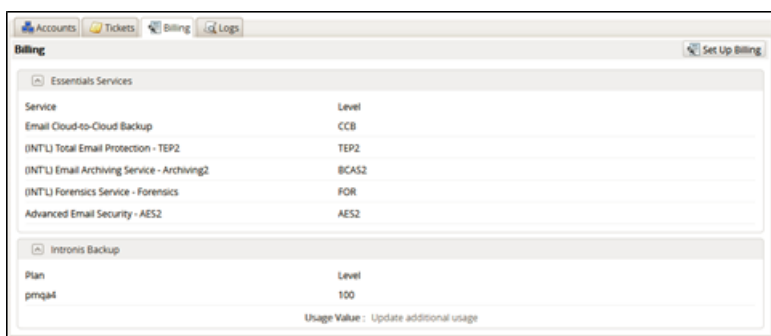 Accounts Tickets Billing Logs
Billing Set Up Billing
Essentials Services
Service Level
Email Cloud-to-Cloud Backup CCB
(INT'L) Total Email Protection - TEP2 TEP2
(INT'L) Email Archiving Service - Archiving2 BCAS2
(INT'L) Forensics Service - Forensics FOR
Advanced Email Security - AES2 AES2
Intronis Backup
Plan Level
pmqa4 100
Usage Value : Update additional usage